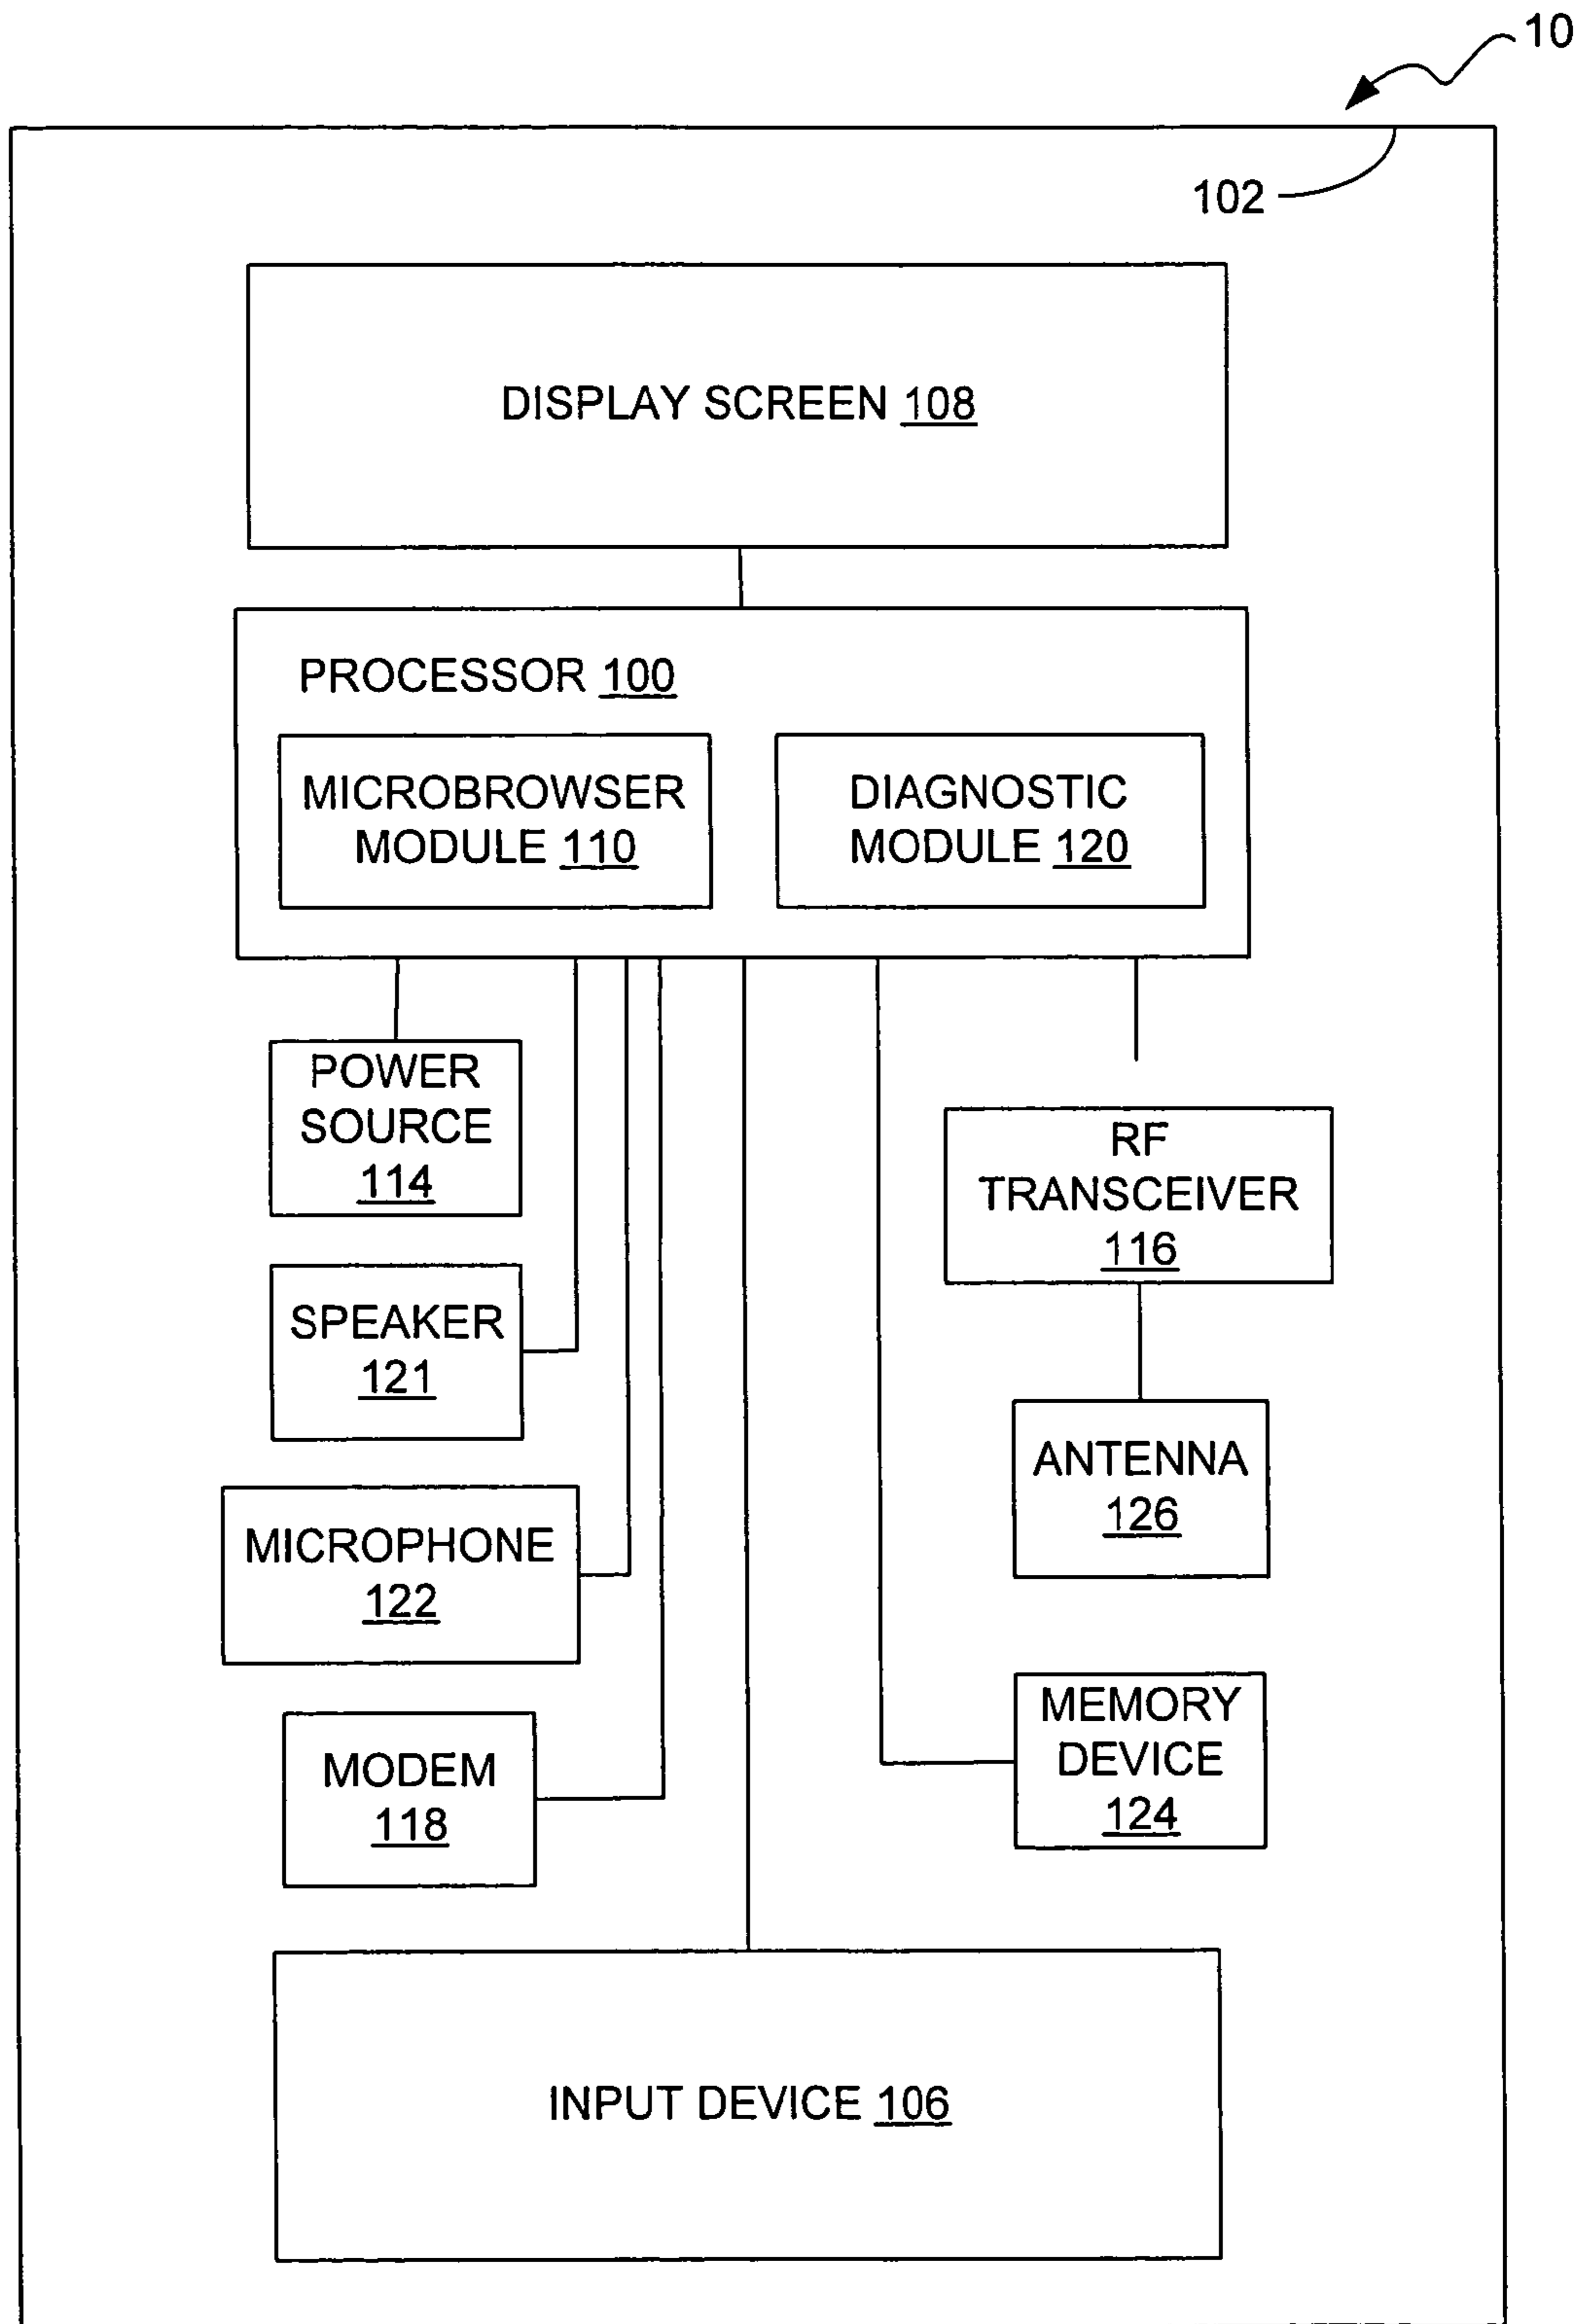 10
102
DISPLAY SCREEN 108
PROCESSOR 100
MICROBROWSER
MODULE 110
DIAGNOSTIC
MODULE 120
POWER
SOURCE
114
RF
TRANSCEIVER
116
SPEAKER
121
ANTENNA
126
MICROPHONE
122
MEMORY
DEVICE
124
MODEM
118
INPUT DEVICE 106